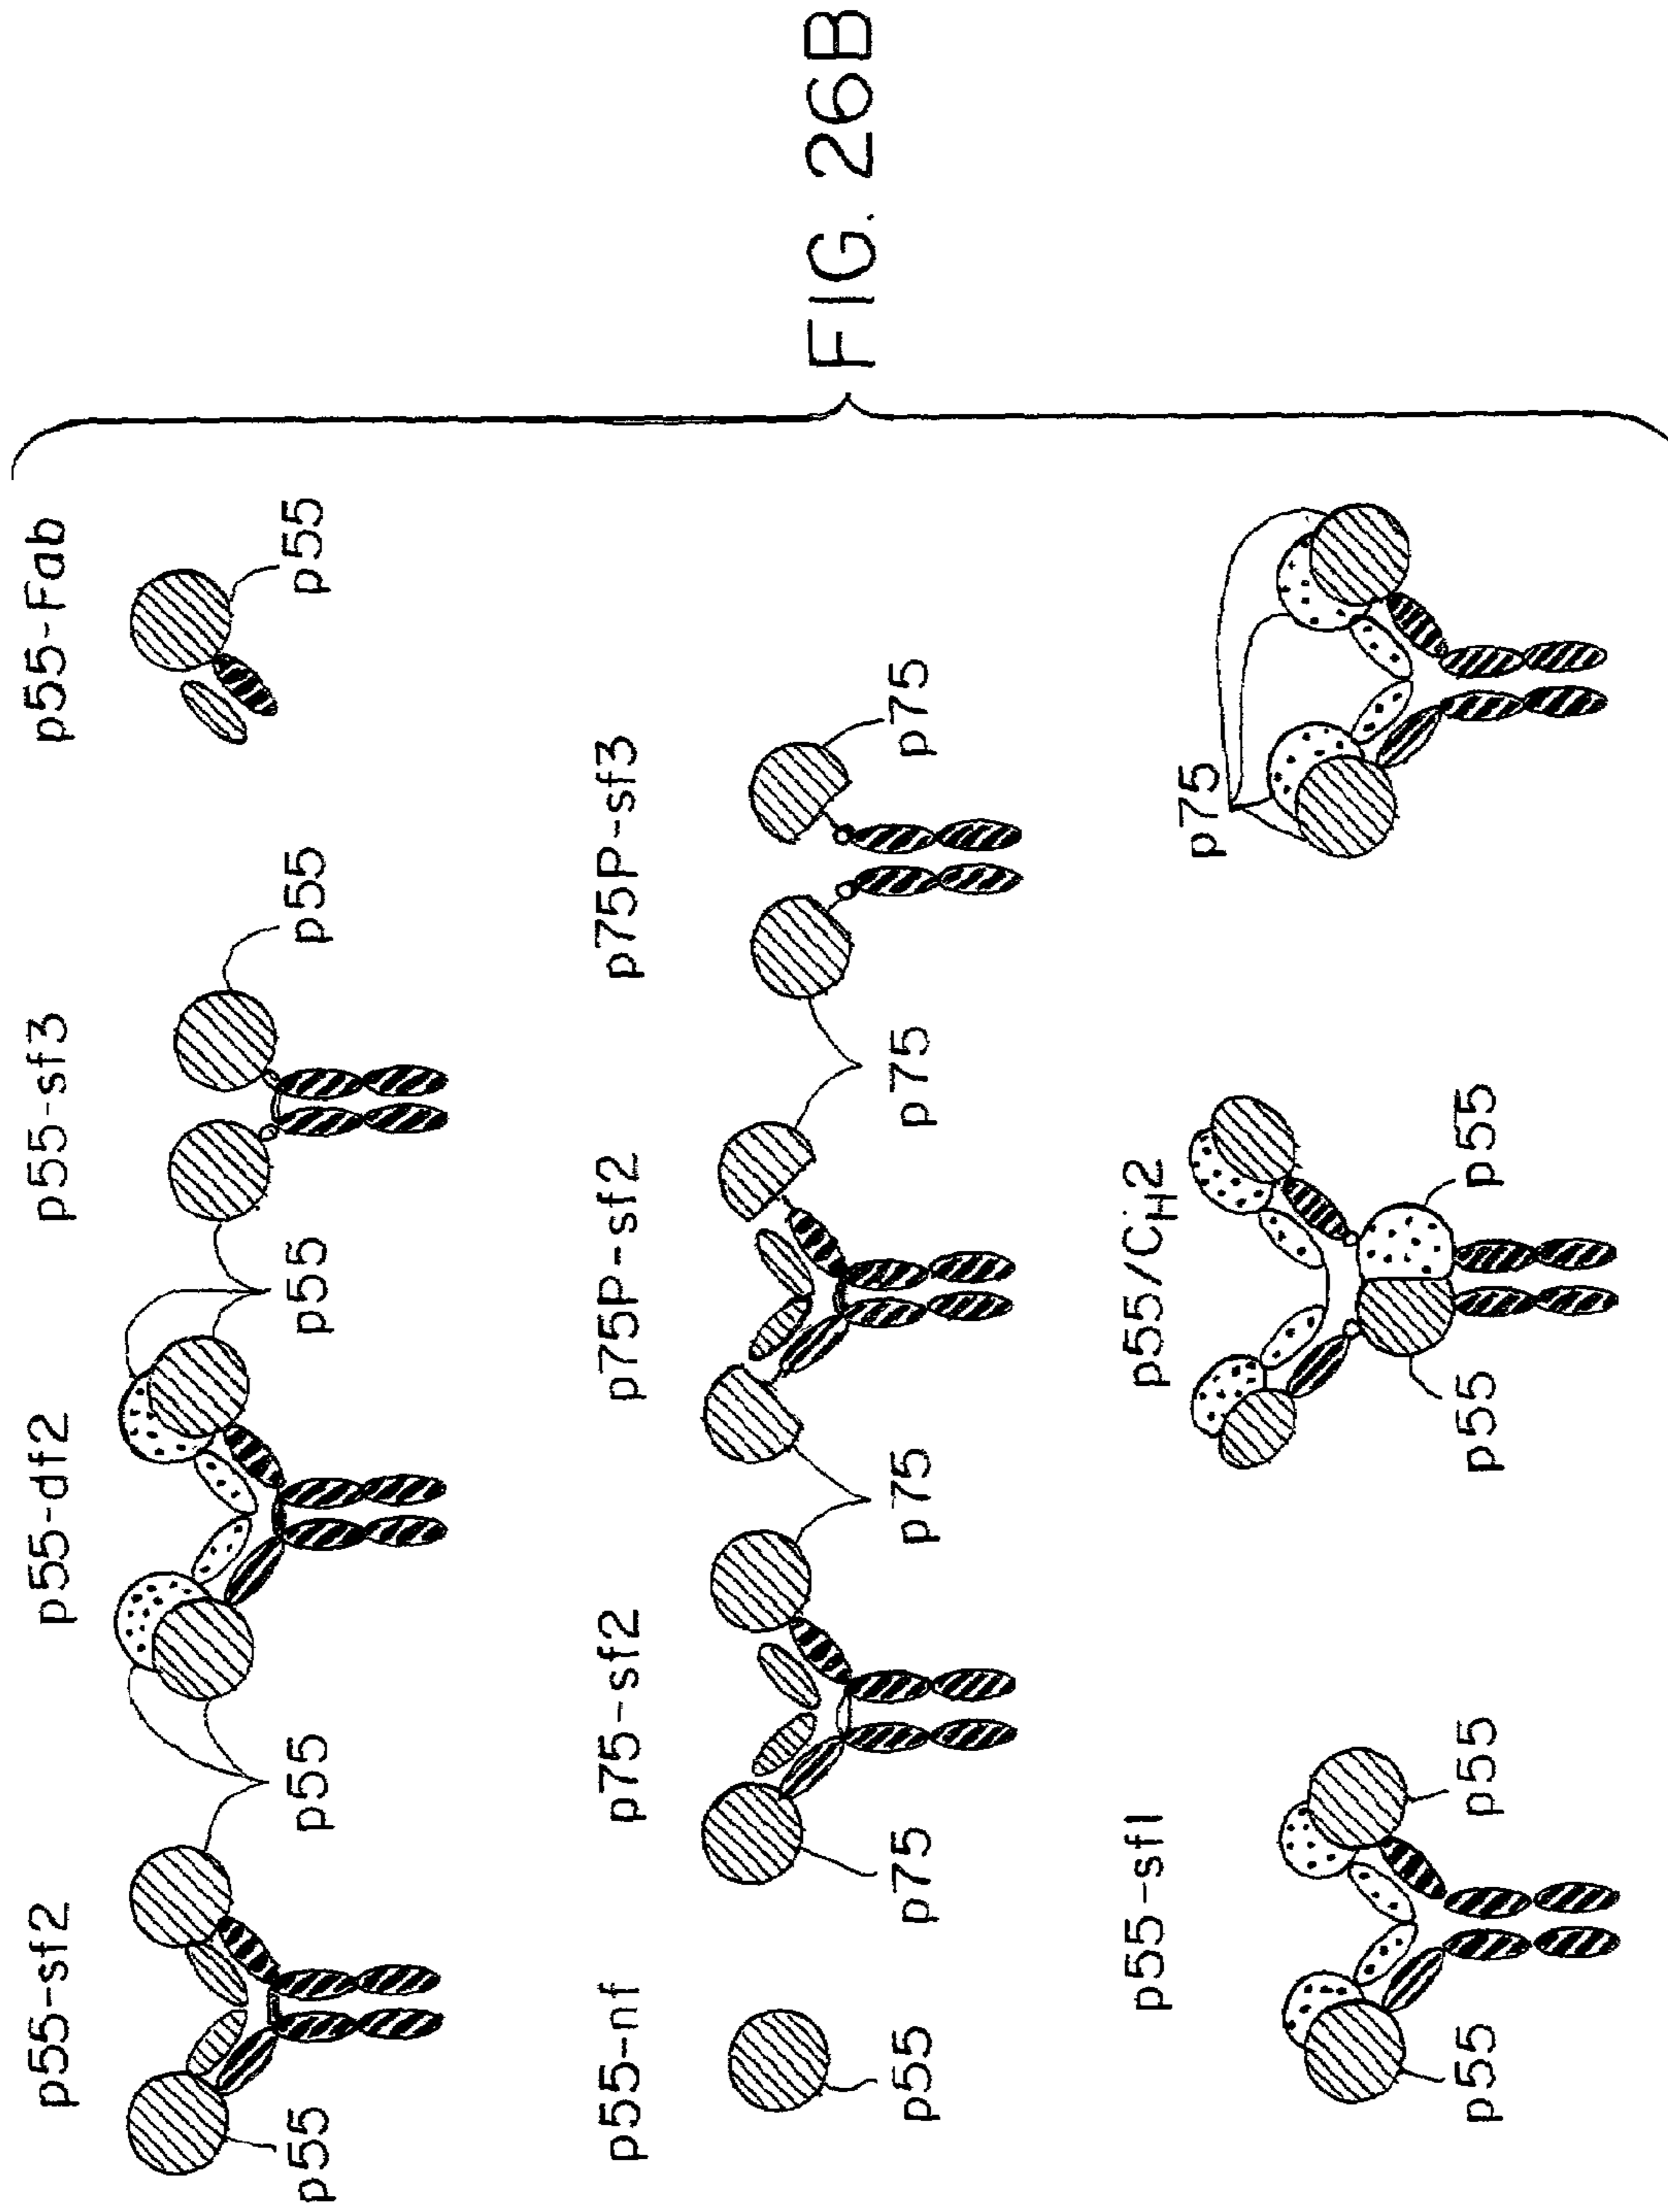 p55-sf2 p55-df2 p55-sf3 p55-Fab
p55 p55 p55 p55 p55
p55-nf p75-sf2 p75P-sf2 p75P-sf3
p55 p75 p75 p75 p75
p55-sf1 p55/CH2 p75
p55 p55 p55 p55
FIG. 26B